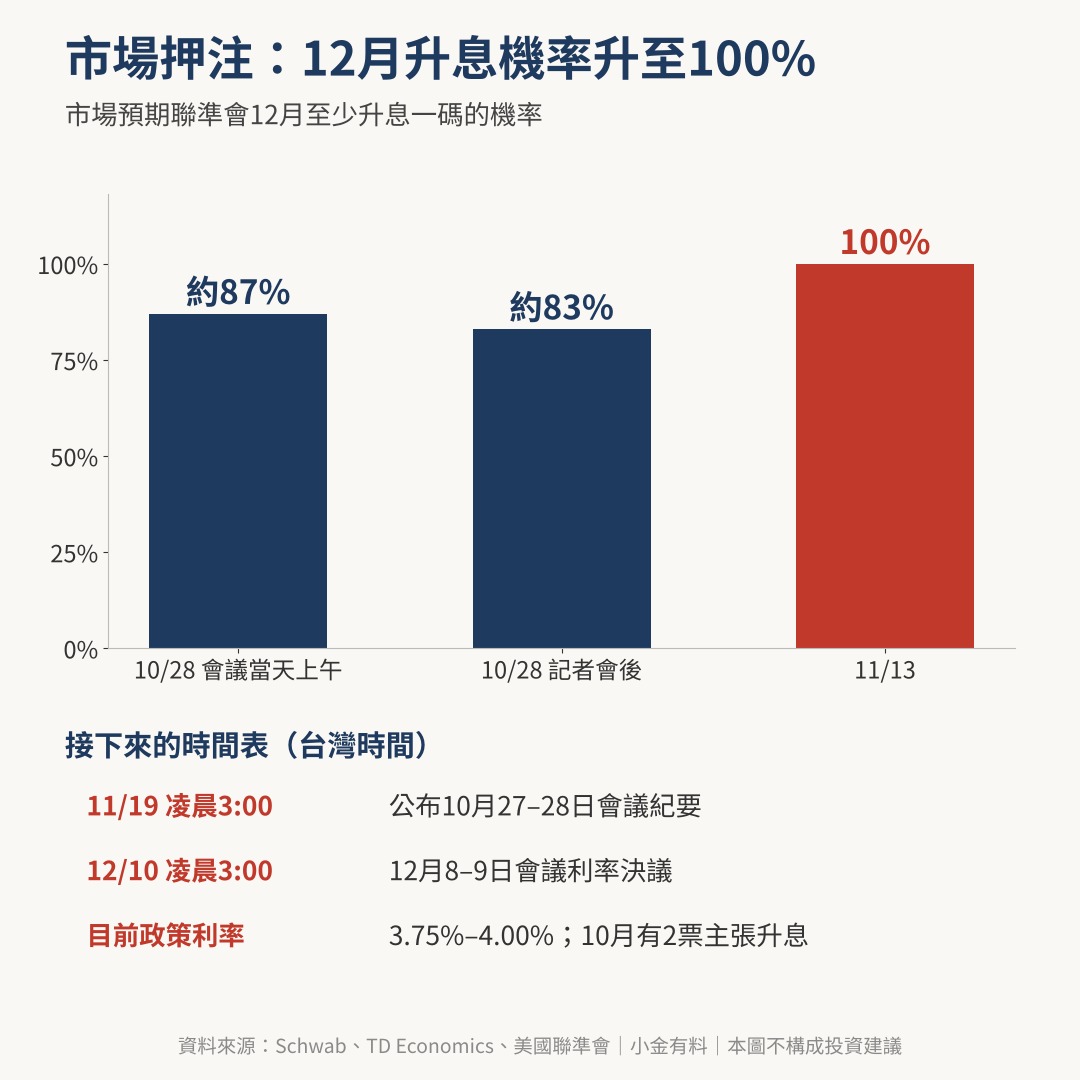 市場押注：12月升息機率升至100%
市場預期聯準會12月至少升息一碼的機率
100%
約87%
約83%
100%
75%
50%
25%
0%
10/28 會議當天上午
10/28 記者會後
11/13
接下來的時間表（台灣時間）
11/19 凌晨3:00 公布10月27–28日會議紀要
12/10 凌晨3:00 12月8–9日會議利率決議
目前政策利率 3.75%–4.00%；10月有2票主張升息
資料來源：Schwab、TD Economics、美國聯準會｜小金有料｜本圖不構成投資建議